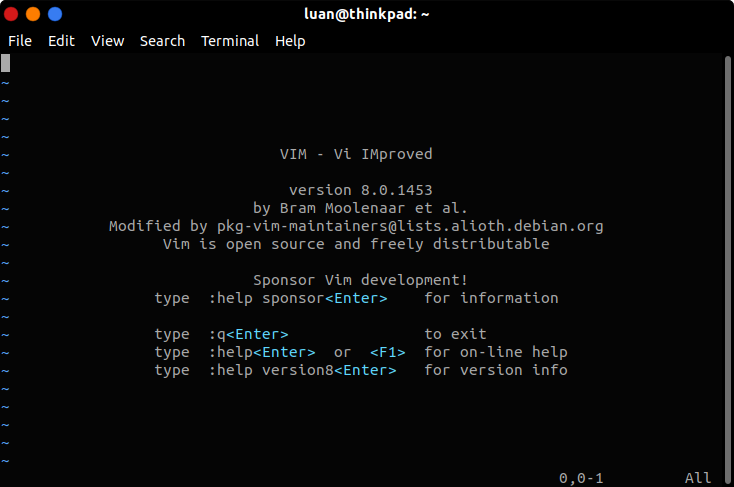 luan@thinkpad: ~
File Edit View Search Terminal Help
~
~
~
~
~ VIM - Vi IMproved
~
~ version 8.0.1453
~ by Bram Moolenaar et al.
~ Modified by pkg-vim-maintainers@lists.alioth.debian.org
~ Vim is open source and freely distributable
~
~ Sponsor Vim development!
~ type :help sponsor<Enter> for information
~
~ type :q<Enter> to exit
~ type :help<Enter> or <F1> for on-line help
~ type :help version8<Enter> for version info
~
~
~
~
~
0,0-1 All